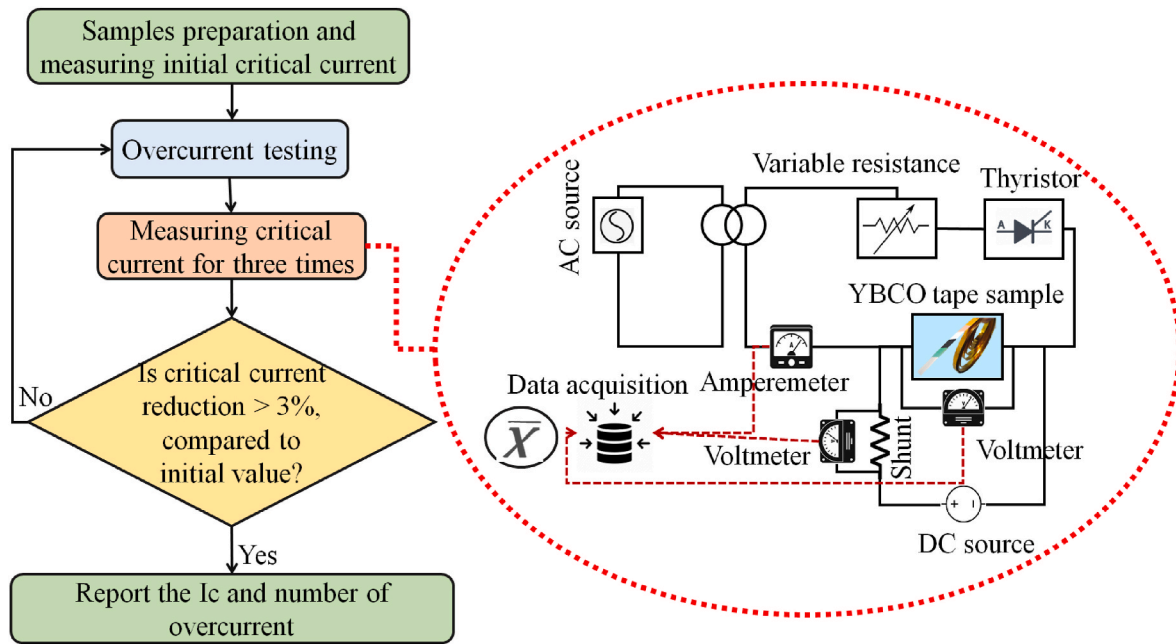 Samples preparation and
measuring initial critical current
Overcurrent testing
Measuring critical
current for three times
Is critical current
reduction > 3%,
compared to
initial value?
No
Yes
Report the Ic and number of
overcurrent
AC source
Variable resistance
Thyristor
A
K
YBCO tape sample
A
Amperemeter
Data acquisition
X
Voltmeter
V
Shunt
V
Voltmeter
+
DC source